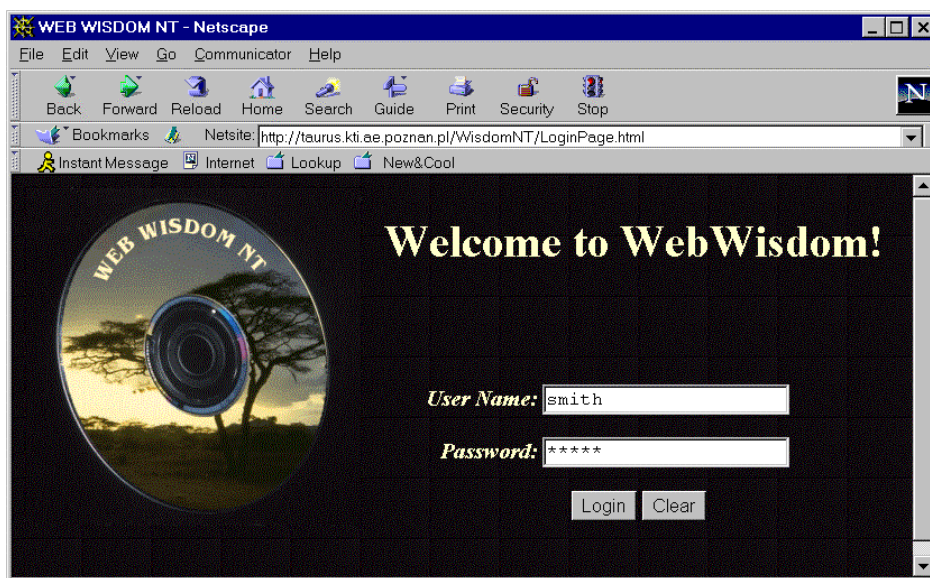 WEB WISDOM NT - Netscape
File Edit View Go Communicator Help
Back Forward Reload Home Search Guide Print Security Stop
N
Bookmarks Netsite: http://taurus.kti.ae.poznan.pl/WisdomNT/LoginPage.html
Instant Message Internet Lookup New&Cool
WEB WISDOM NT
Welcome to WebWisdom!
User Name: smith
Password: *****
Login Clear